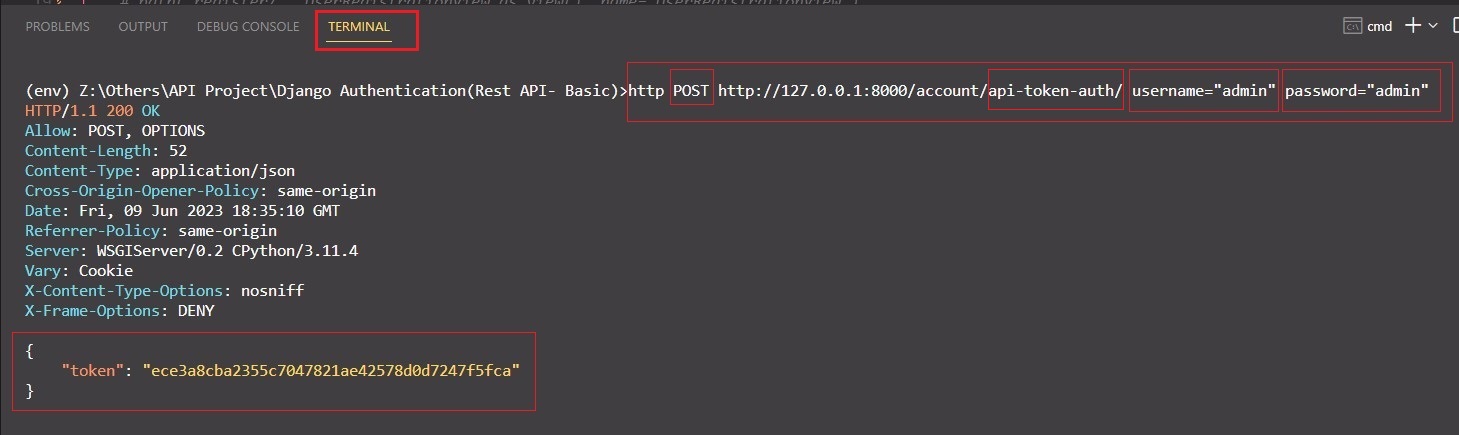 PROBLEMS OUTPUT DEBUG CONSOLE TERMINAL cmd
(env) Z:\Others\API Project\Django Authentication(Rest API- Basic)>http POST http://127.0.0.1:8000/account/api-token-auth/ username="admin" password="admin"
HTTP/1.1 200 OK
Allow: POST, OPTIONS
Content-Length: 52
Content-Type: application/json
Cross-Origin-Opener-Policy: same-origin
Date: Fri, 09 Jun 2023 18:35:10 GMT
Referrer-Policy: same-origin
Server: WSGIServer/0.2 CPython/3.11.4
Vary: Cookie
X-Content-Type-Options: nosniff
X-Frame-Options: DENY
{
    "token": "ece3a8cba2355c7047821ae42578d0d7247f5fca"
}